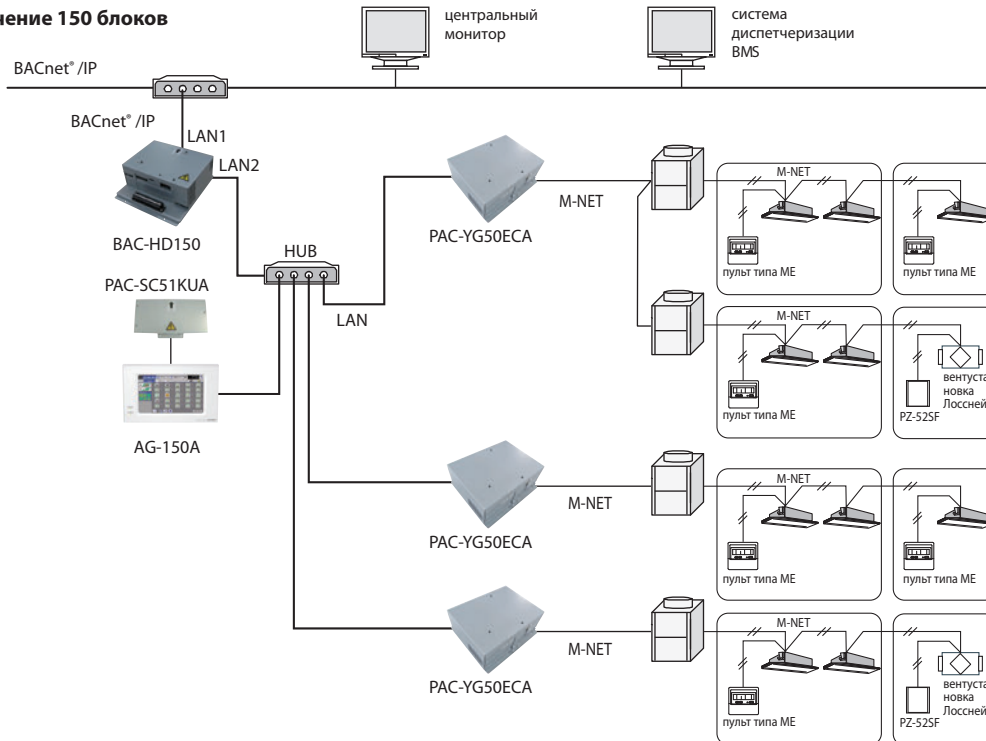 чение 150 блоков
центральный
монитор
система
диспетчеризации
BMS
BACnet® /IP
BACnet® /IP
LAN1
LAN2
BAC-HD150
HUB
PAC-SC51KUA
LAN
AG-150A
PAC-YG50ECA
M-NET
M-NET
пульт типа ME
пульт типа ME
M-NET
пульт типа ME
вентуста
новка
Лоссней
PZ-52SF
PAC-YG50ECA
M-NET
M-NET
пульт типа ME
пульт типа ME
PAC-YG50ECA
M-NET
M-NET
пульт типа ME
вентуста
новка
Лоссней
PZ-52SF